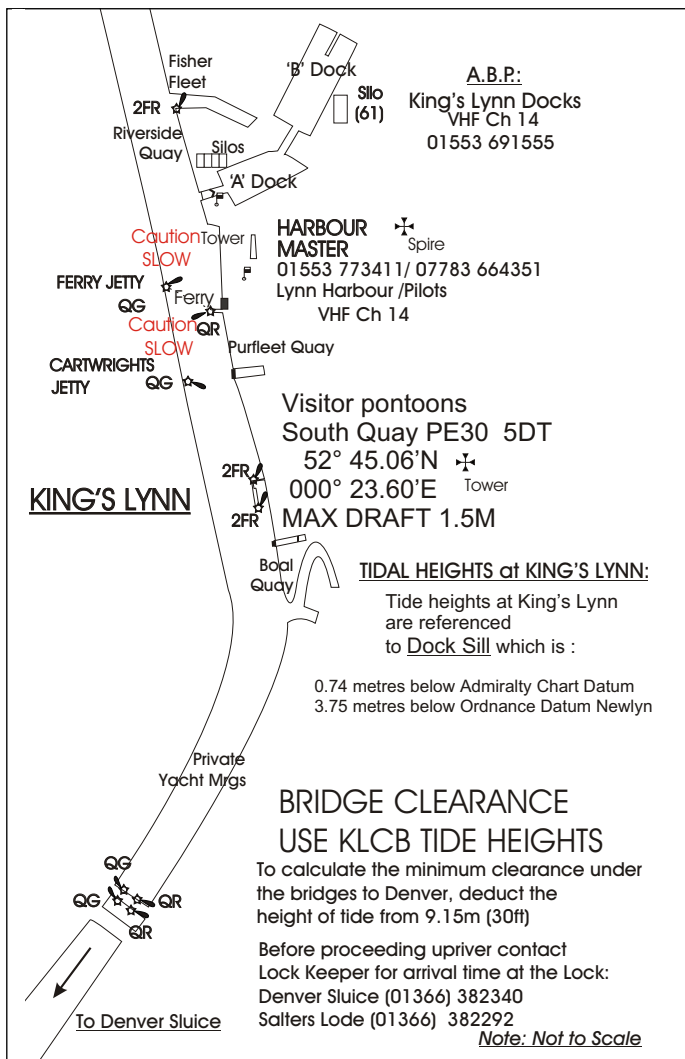 Fisher
Fleet
'B' Dock
A.B.P.:
King's Lynn Docks
VHF Ch 14
01553 691555
Silo
(61)
2FR
Riverside
Quay
Silos
'A' Dock
Caution
SLOW
Tower
HARBOUR
MASTER
Spire
01553 773411/ 07783 664351
Lynn Harbour /Pilots
VHF Ch 14
FERRY JETTY
QG
Ferry
Caution
SLOW
QR
Purfleet Quay
CARTWRIGHTS
JETTY
QG
Visitor pontoons
South Quay PE30 5DT
52° 45.06'N
000° 23.60'E
MAX DRAFT 1.5M
Tower
2FR
2FR
KING'S LYNN
Boal
Quay
TIDAL HEIGHTS at KING'S LYNN:
Tide heights at King's Lynn
are referenced
to Dock Sill which is :
0.74 metres below Admiralty Chart Datum
3.75 metres below Ordnance Datum Newlyn
Private
Yacht Mrgs
BRIDGE CLEARANCE
USE KLCB TIDE HEIGHTS
To calculate the minimum clearance under
the bridges to Denver, deduct the
height of tide from 9.15m (30ft)
Before proceeding upriver contact
Lock Keeper for arrival time at the Lock:
Denver Sluice (01366) 382340
Salters Lode (01366) 382292
Note: Not to Scale
QG
QG
QR
QR
To Denver Sluice